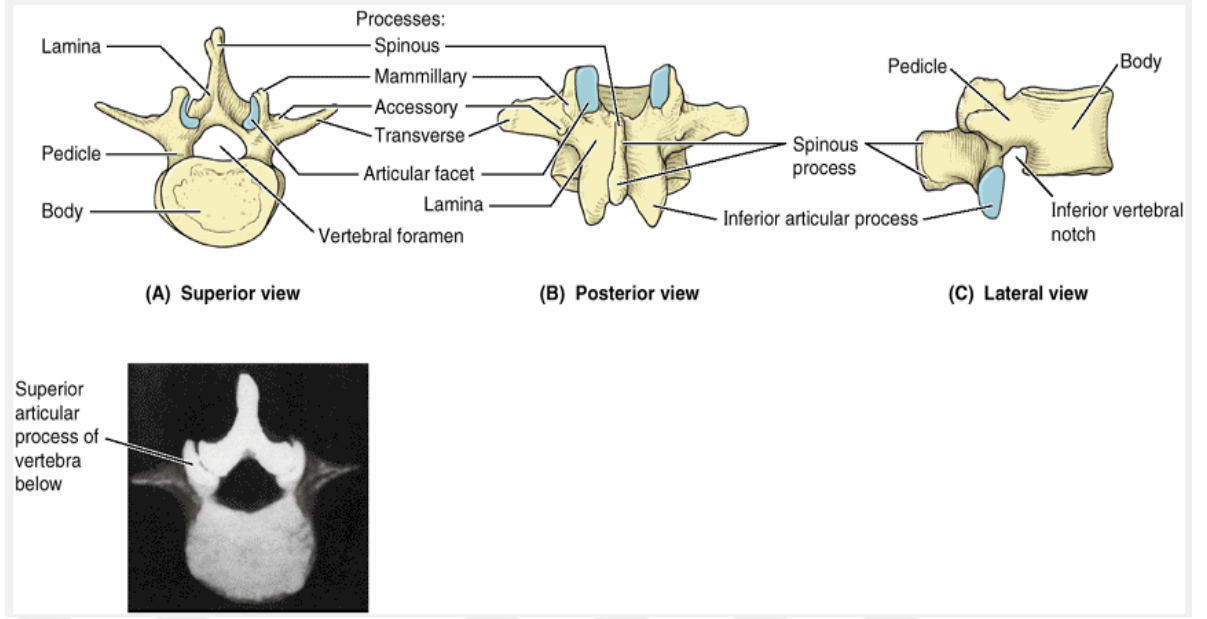 Processes:
Lamina
Spinous
Mammillary
Accessory
Transverse
Pedicle
Articular facet
Body
Lamina
Vertebral foramen
Spinous
process
Inferior articular process
Pedicle
Body
Inferior vertebral
notch
(A) Superior view
(B) Posterior view
(C) Lateral view
Superior
articular
process of
vertebra
below